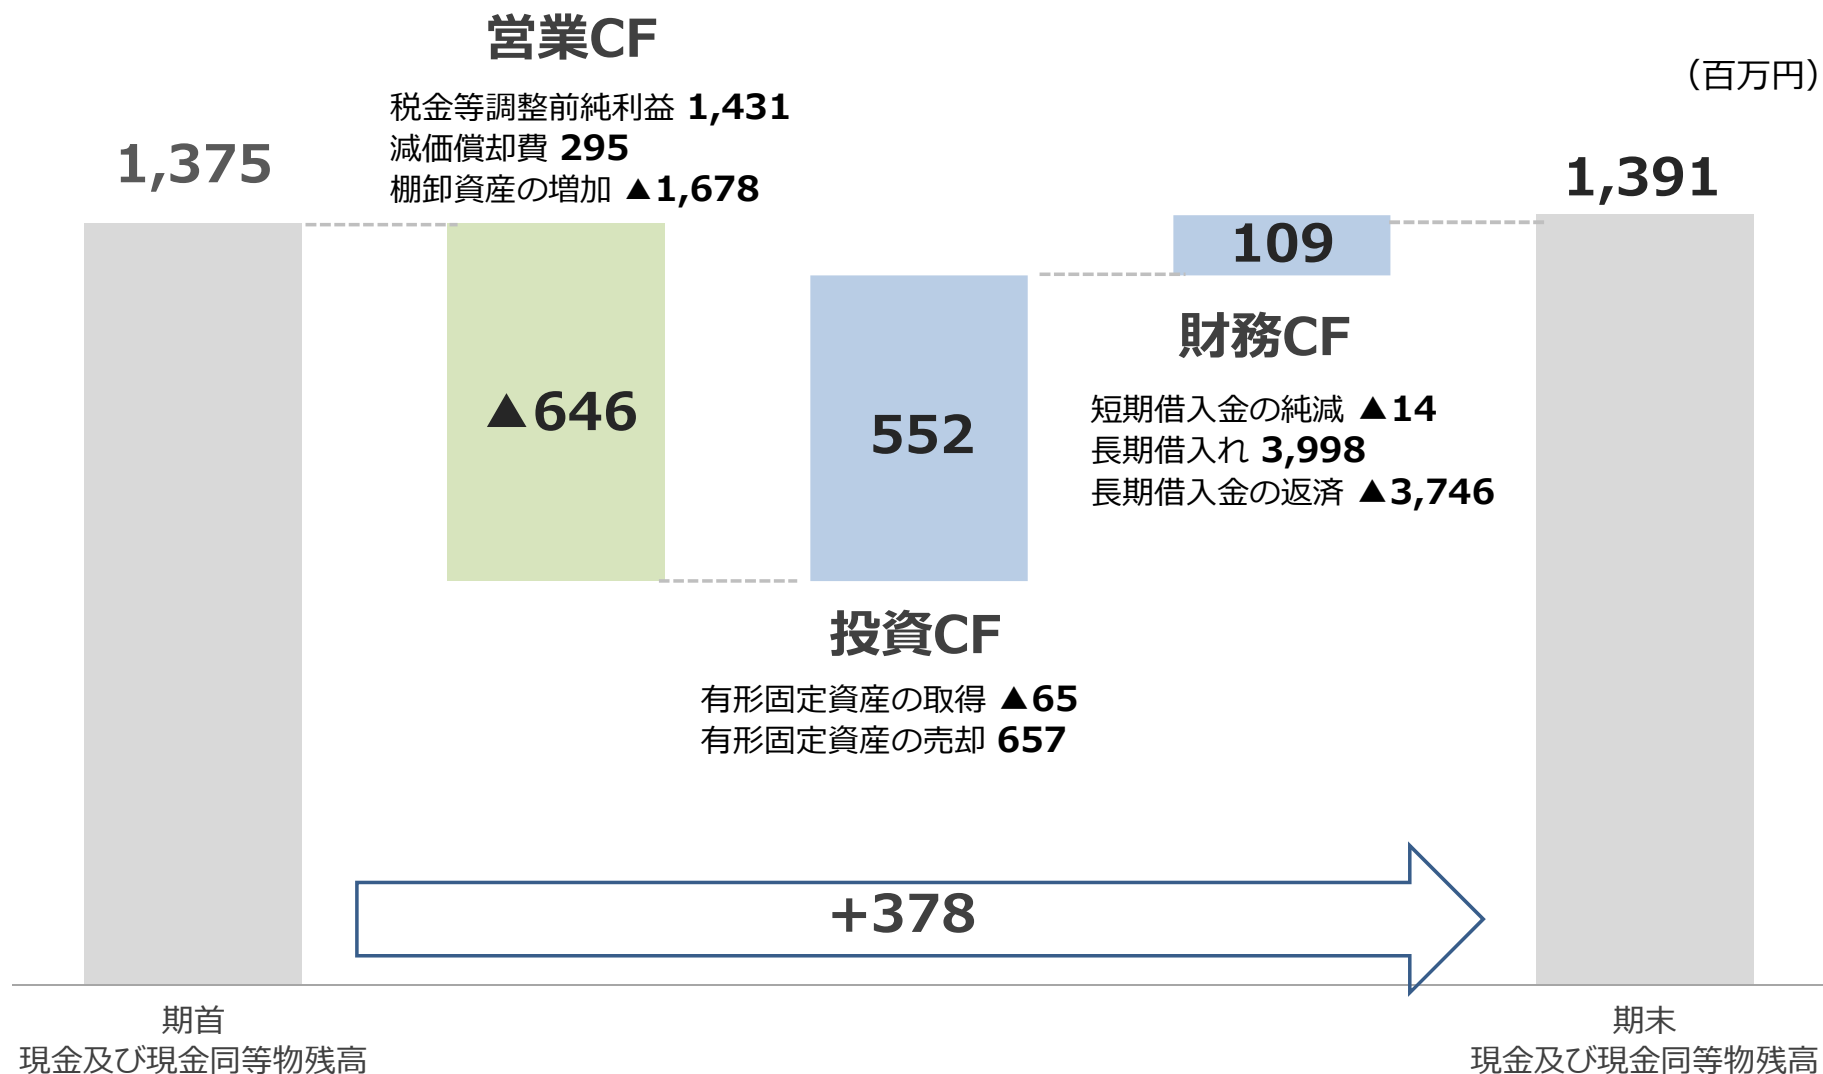 営業CF
(百万円)
税金等調整前純利益 1,431
減価償却費 295
棚卸資産の増加 ▲1,678
1,375
▲646
552
投資CF
有形固定資産の取得 ▲65
有形固定資産の売却 657
109
財務CF
短期借入金の純減 ▲14
長期借入れ 3,998
長期借入金の返済 ▲3,746
1,391
+378
期首
現金及び現金同等物残高
期末
現金及び現金同等物残高